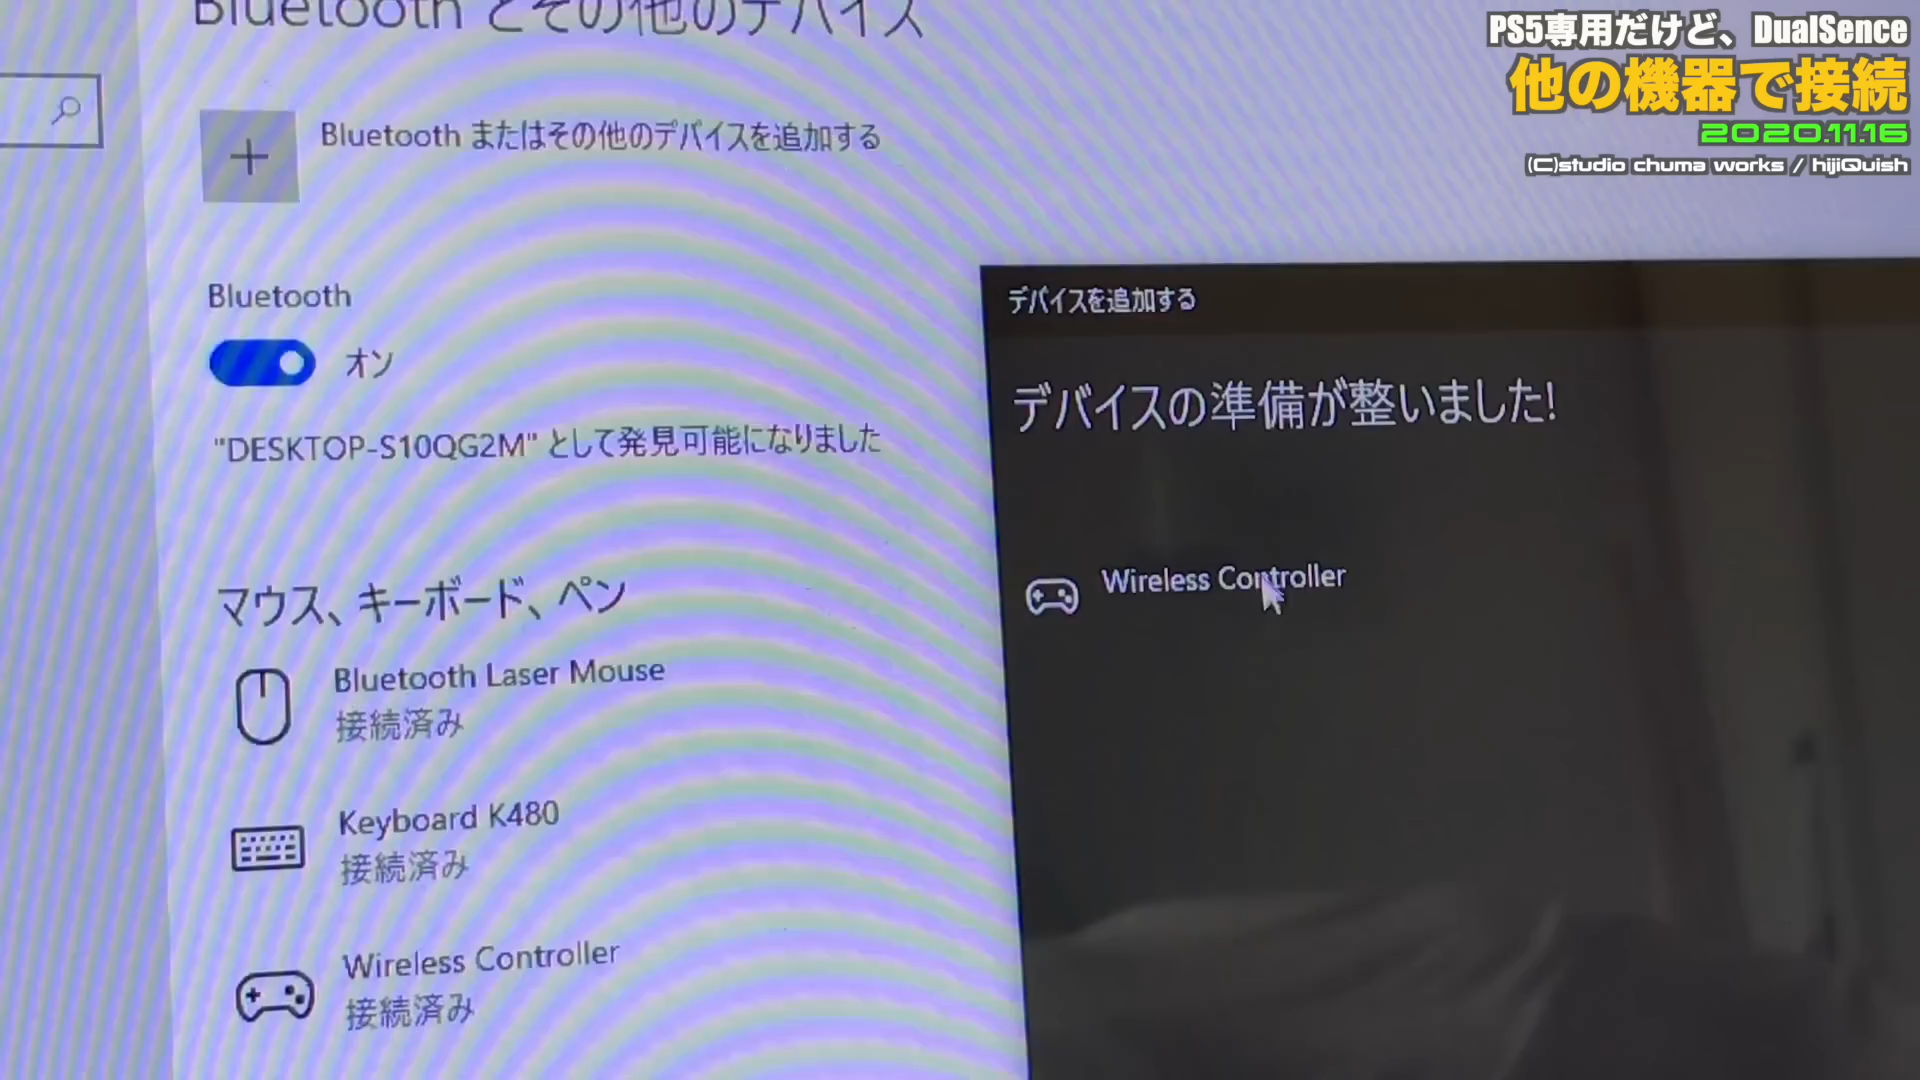 Bluetooth とその他のデバイス
PS5専用だけど、DualSence
他の機器で接続
2020.11.16
(C)studio chuma works / hijiQuish
Bluetooth またはその他のデバイスを追加する
Bluetooth
オン
"DESKTOP-S10QG2M" として発見可能になりました
マウス、キーボード、ペン
Bluetooth Laser Mouse
接続済み
Keyboard K480
接続済み
Wireless Controller
接続済み
デバイスを追加する
デバイスの準備が整いました!
Wireless Controller